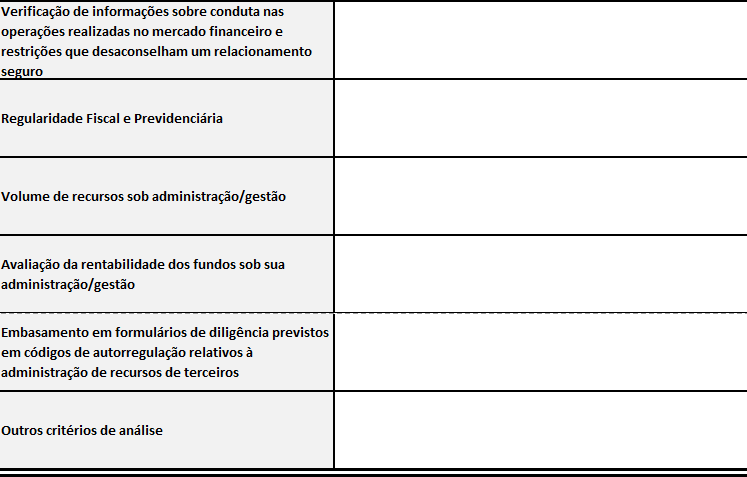 Verificação de informações sobre conduta nas
operações realizadas no mercado financeiro e
restrições que desaconselham um relacionamento
seguro
Regularidade Fiscal e Previdenciária
Volume de recursos sob administração/gestão
Avaliação da rentabilidade dos fundos sob sua
administração/gestão
Embasamento em formulários de diligência previstos
em códigos de autorregulação relativos à
administração de recursos de terceiros
Outros critérios de análise